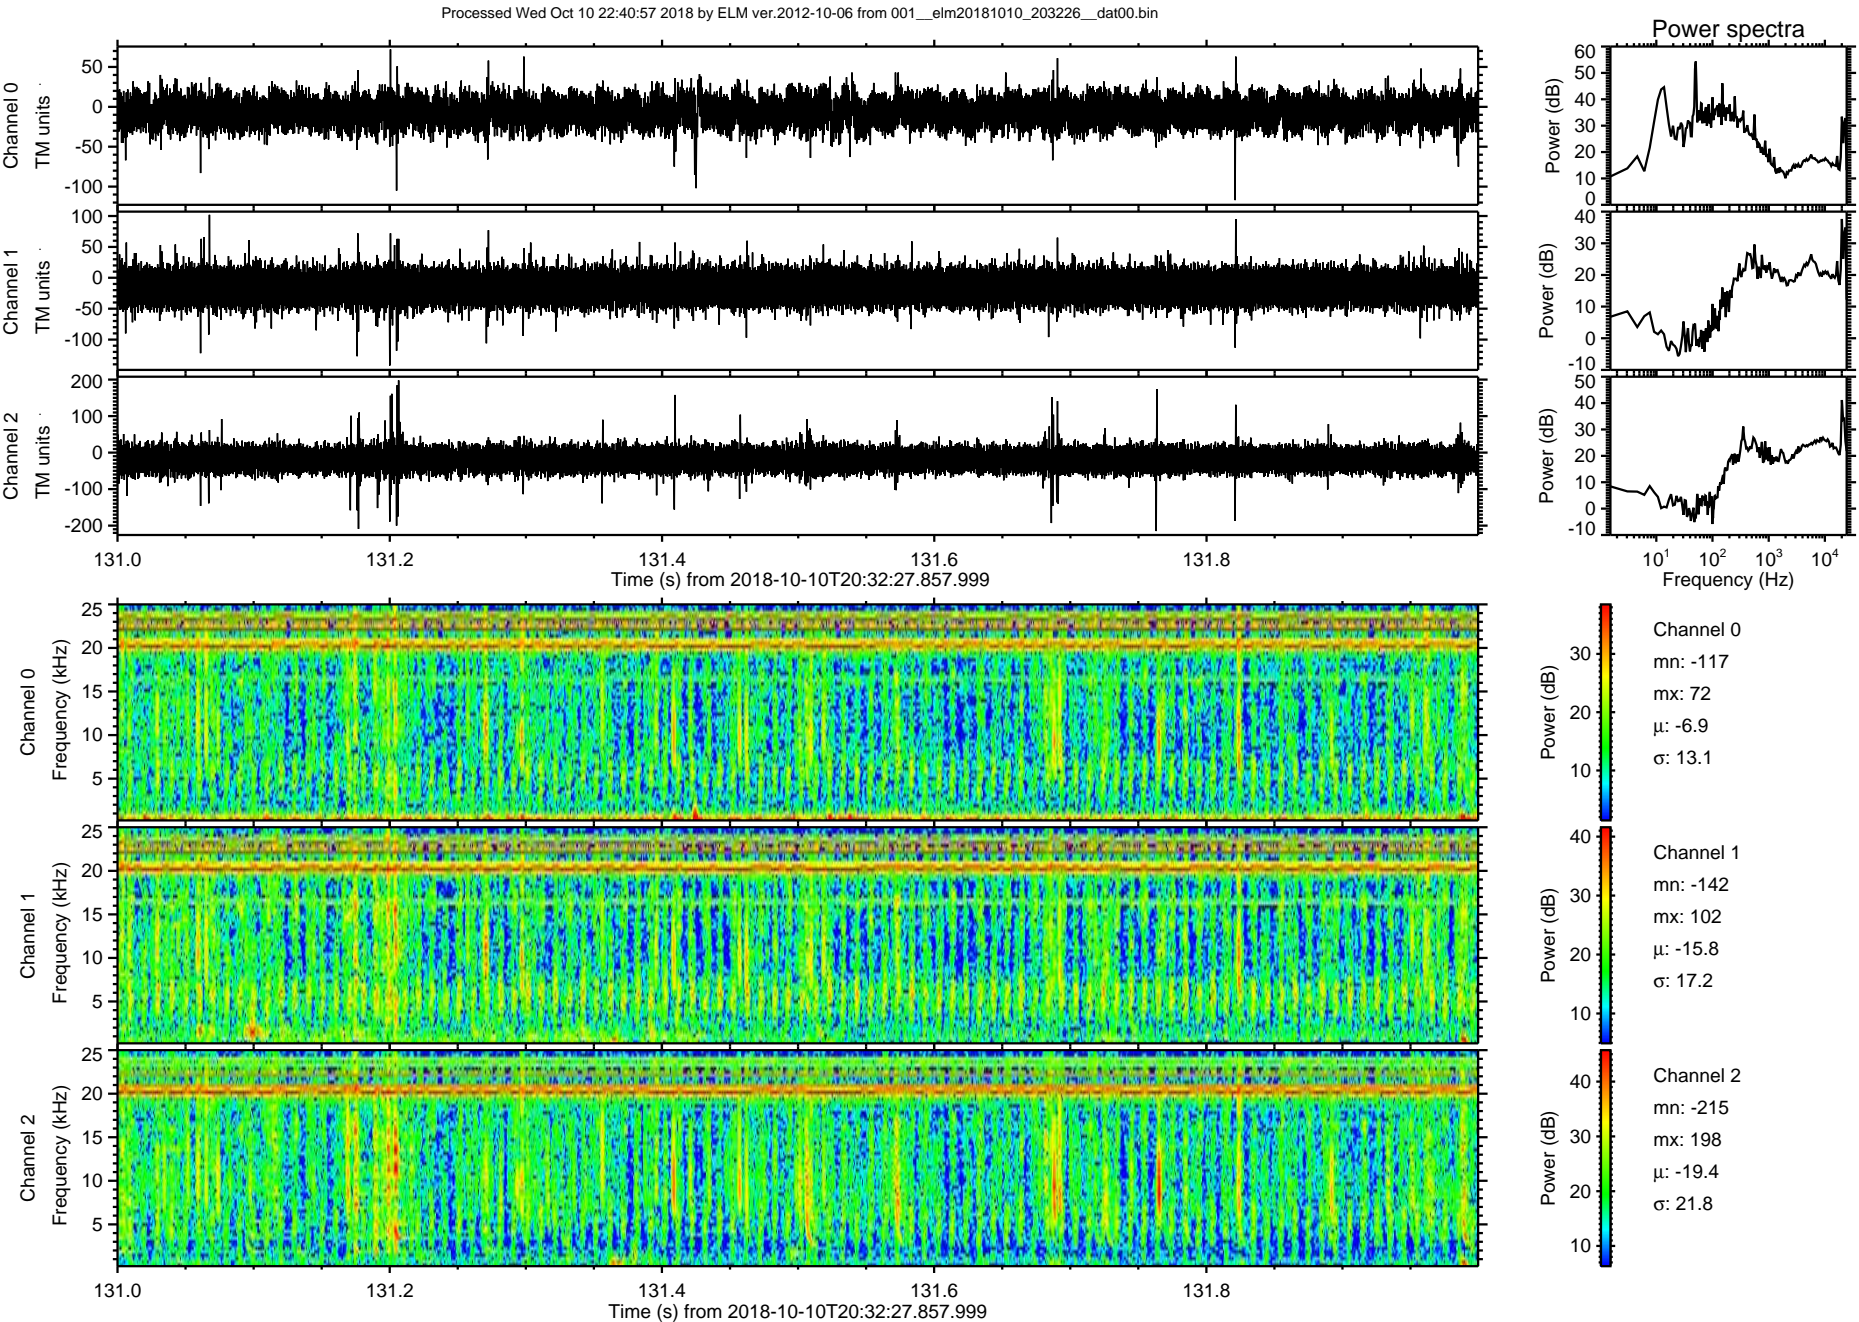 Processed Wed Oct 10 22:40:57 2018 by ELM ver.2012-10-06 from 001__elm20181010_203226__dat00.bin
Power spectra
Channel 0
TM units
50
0
-50
-100
Power (dB)
60
50
40
30
20
10
0
Channel 1
TM units
100
50
0
-50
-100
Power (dB)
40
30
20
10
0
-10
Channel 2
TM units
200
100
0
-100
-200
Power (dB)
50
40
30
20
10
0
-10
131.0 131.2 131.4 131.6 131.8
Time (s) from 2018-10-10T20:32:27.857.999
10¹ 10² 10³ 10⁴
Frequency (Hz)
Channel 0
Frequency (kHz)
25
20
15
10
5
Power (dB)
30
20
10
Channel 0
mn: -117
mx: 72
μ: -6.9
σ: 13.1
Channel 1
Frequency (kHz)
25
20
15
10
5
Power (dB)
40
30
20
10
Channel 1
mn: -142
mx: 102
μ: -15.8
σ: 17.2
Channel 2
Frequency (kHz)
25
20
15
10
5
Power (dB)
40
30
20
10
Channel 2
mn: -215
mx: 198
μ: -19.4
σ: 21.8
131.0 131.2 131.4 131.6 131.8
Time (s) from 2018-10-10T20:32:27.857.999